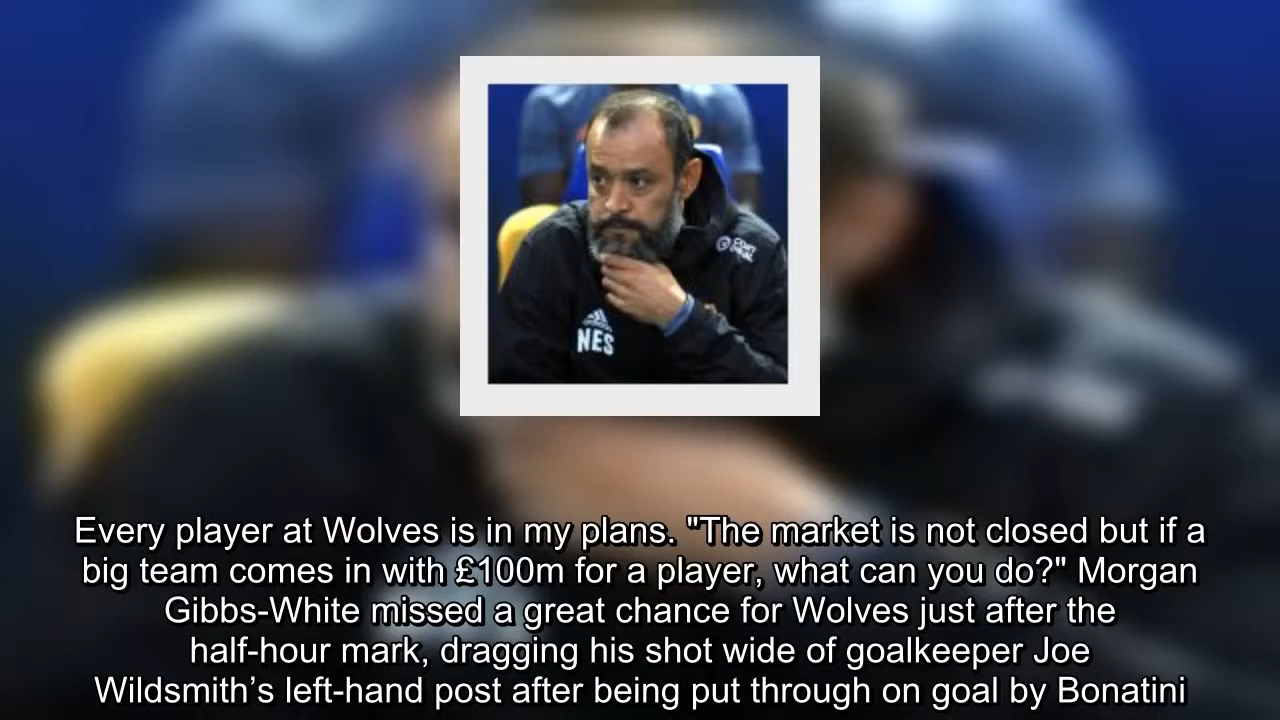 COIN
DEAL
NES
Every player at Wolves is in my plans. "The market is not closed but if a
big team comes in with £100m for a player, what can you do?" Morgan
Gibbs-White missed a great chance for Wolves just after the
half-hour mark, dragging his shot wide of goalkeeper Joe
Wildsmith’s left-hand post after being put through on goal by Bonatini